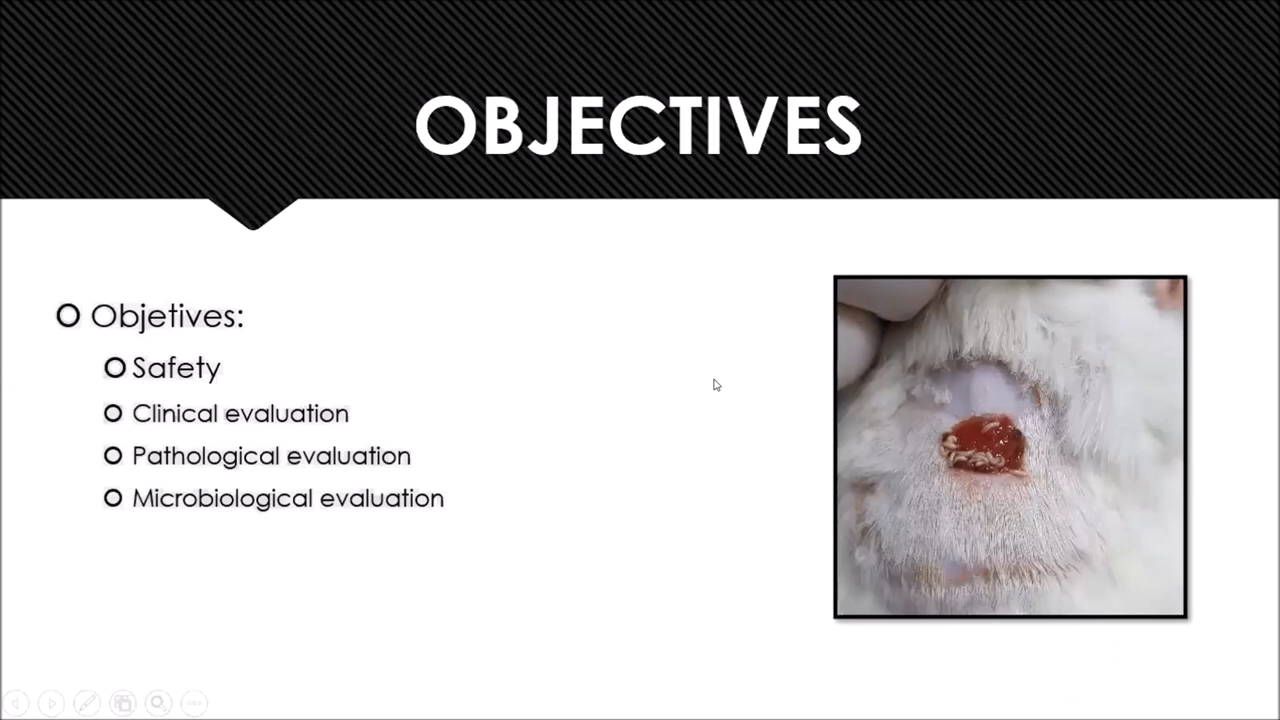 OBJECTIVES
Objetives:
Safety
Clinical evaluation
Pathological evaluation
Microbiological evaluation